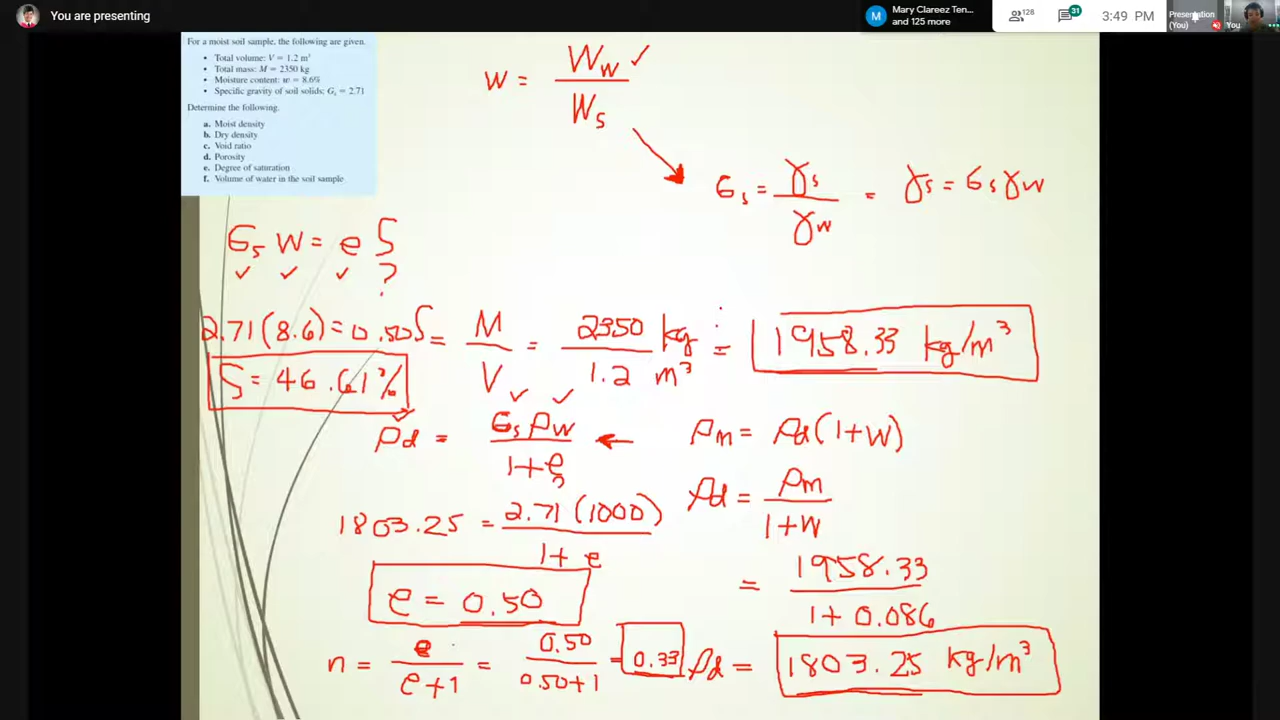 You are presenting
Mary Clareez Ten...
and 125 more
M
128
31
3:49 PM
Presentation
(You)
You
For a moist soil sample, the following are given.
• Total volume: V = 1.2 m³
• Total mass: M = 2350 kg
• Moisture content: w = 8.6%
• Specific gravity of soil solids: Gₛ = 2.71
Determine the following.
a. Moist density
b. Dry density
c. Void ratio
d. Porosity
e. Degree of saturation
f. Volume of water in the soil sample
W = Ww / Ws ✓
Gs = γs / γw = γs = Gs γw
Gs W = e S
✓ ✓ ✓ ?
2.71(8.6) = 0.50S
S = 46.61%
= M / V = 2350 kg / 1.2 m³ = 1958.33 kg/m³
ρd = Gs ρw / 1+e ←
ρm = ρd(1+W)
ρd = ρm / 1+W
1803.25 = 2.71(1000) / 1+e
= 1958.33 / 1+0.086
e = 0.50
n = e / e+1 = 0.50 / 0.50+1 = 0.33
ρd = 1803.25 kg/m³